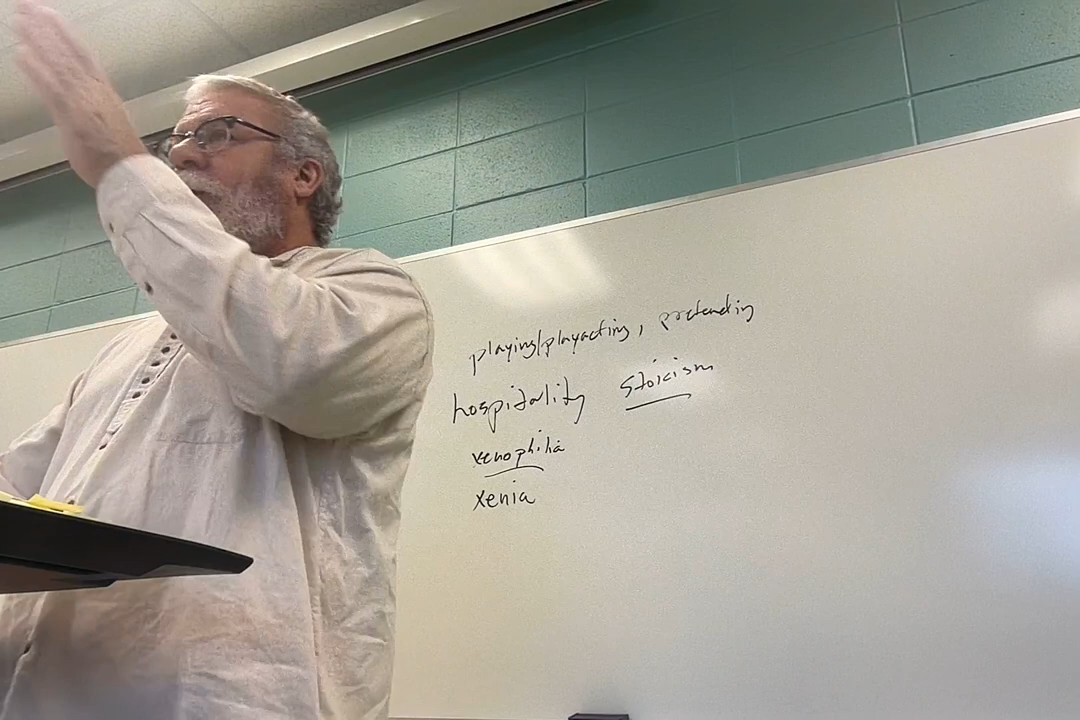 playing/playacting, pretending
hospitality stoicism
xenophilia
xenia